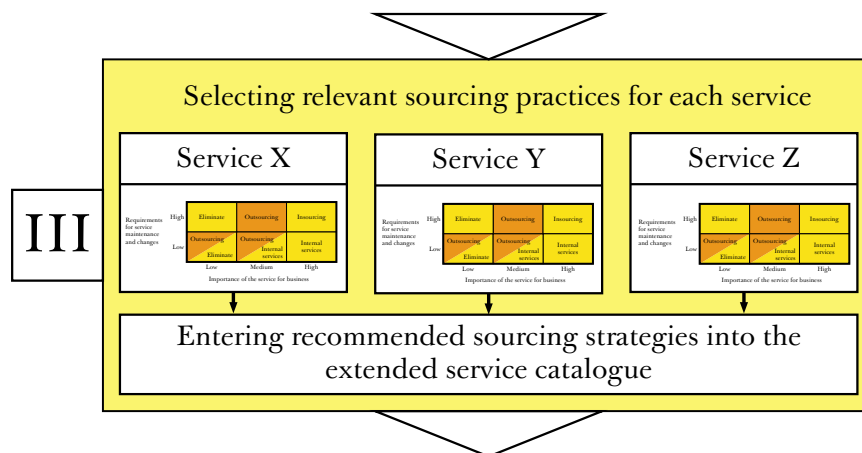 Selecting relevant sourcing practices for each service
Service X
Service Y
Service Z
III
Requirements
for service
maintenance
and changes
High
Low
Eliminate
Outsourcing
Insourcing
Outsourcing
Eliminate
Outsourcing
Internal
services
Internal
services
Low
Medium
High
Importance of the service for business
Requirements
for service
maintenance
and changes
High
Low
Eliminate
Outsourcing
Insourcing
Outsourcing
Eliminate
Outsourcing
Internal
services
Internal
services
Low
Medium
High
Importance of the service for business
Requirements
for service
maintenance
and changes
High
Low
Eliminate
Outsourcing
Insourcing
Outsourcing
Eliminate
Outsourcing
Internal
services
Internal
services
Low
Medium
High
Importance of the service for business
Entering recommended sourcing strategies into the
extended service catalogue